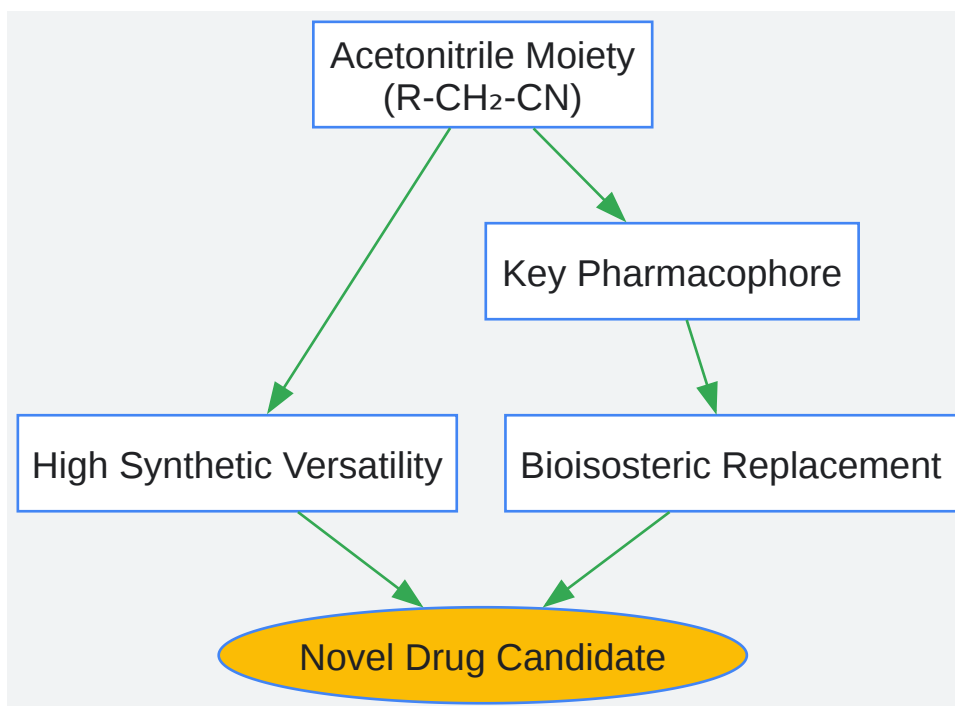 Acetonitrile Moiety
(R-CH₂-CN)
Key Pharmacophore
High Synthetic Versatility
Bioisosteric Replacement
Novel Drug Candidate